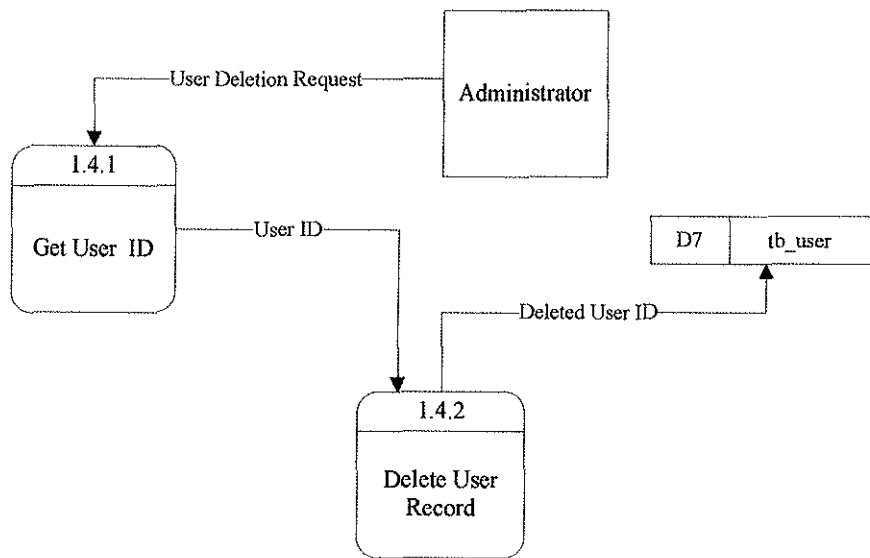 User Deletion Request
Administrator
1.4.1
Get User ID
User ID
D7
tb_user
Deleted User ID
1.4.2
Delete User
Record